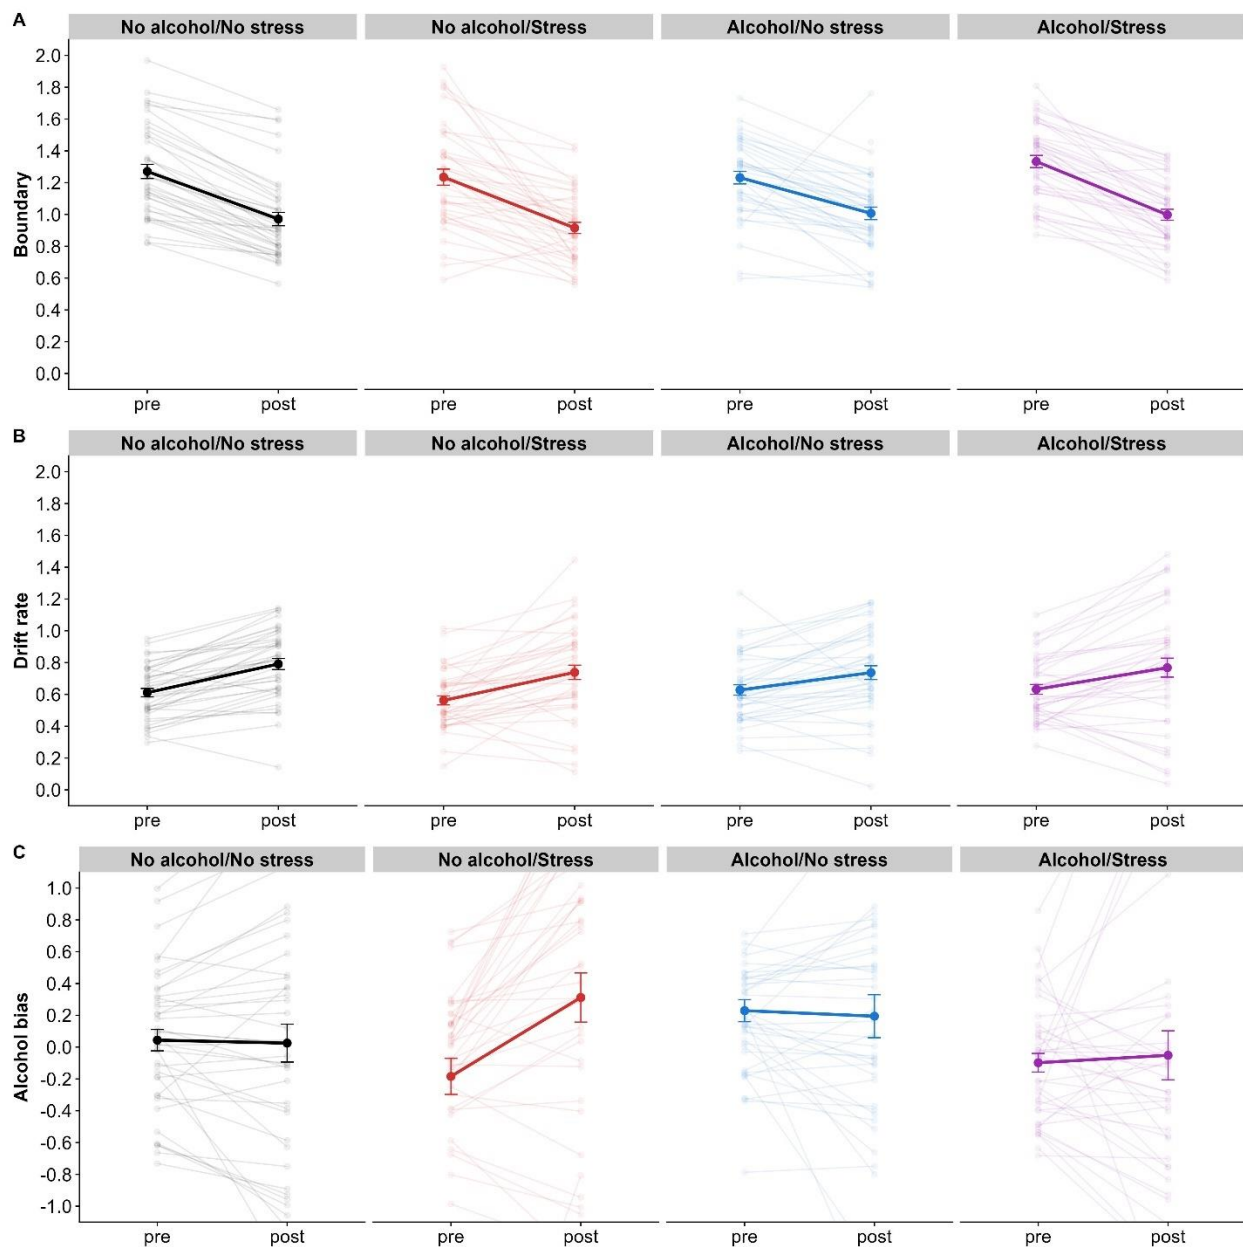 A
No alcohol/No stress No alcohol/Stress Alcohol/No stress Alcohol/Stress
Boundary
2.0
1.8
1.6
1.4
1.2
1.0
0.8
0.6
0.4
0.2
0.0
pre post pre post pre post pre post
B
No alcohol/No stress No alcohol/Stress Alcohol/No stress Alcohol/Stress
Drift rate
2.0
1.8
1.6
1.4
1.2
1.0
0.8
0.6
0.4
0.2
0.0
pre post pre post pre post pre post
C
No alcohol/No stress No alcohol/Stress Alcohol/No stress Alcohol/Stress
Alcohol bias
1.0
0.8
0.6
0.4
0.2
0.0
-0.2
-0.4
-0.6
-0.8
-1.0
pre post pre post pre post pre post